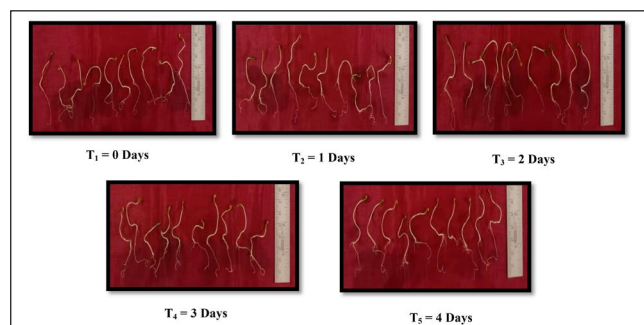 T₁ = 0 Days
T₂ = 1 Days
T₃ = 2 Days
T₄ = 3 Days
T₅ = 4 Days